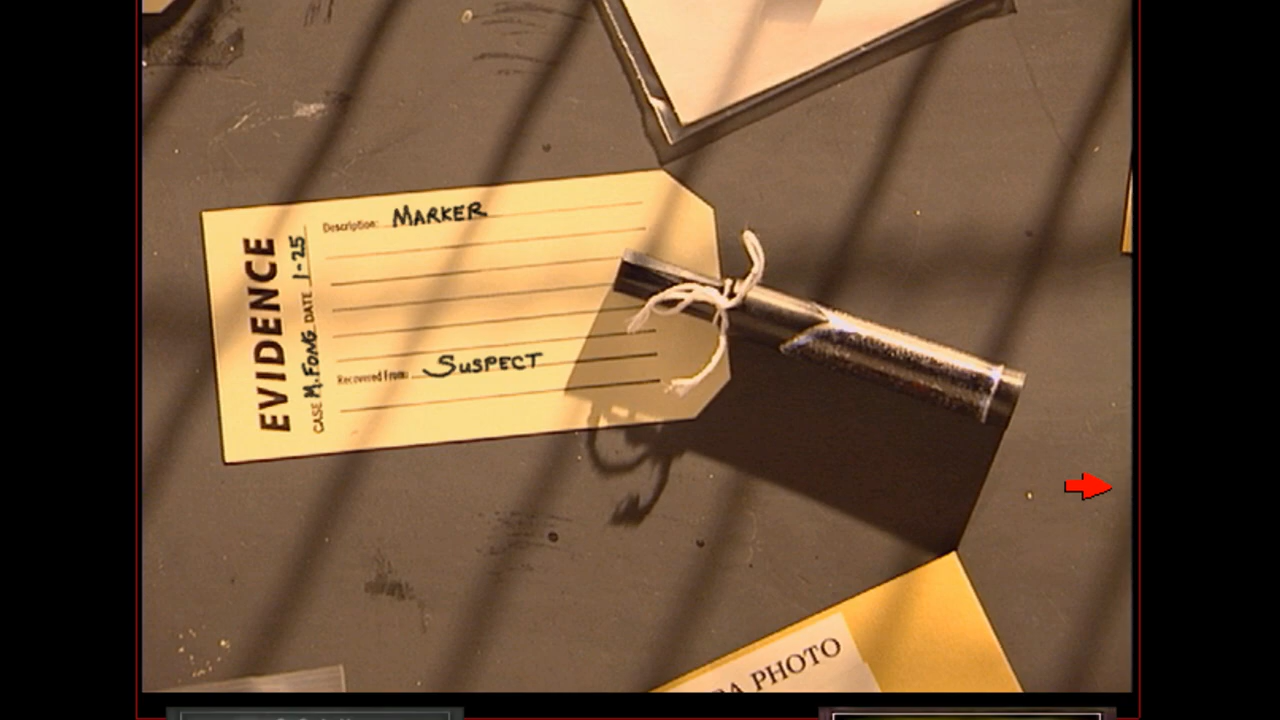 Description: MARKER
EVIDENCE
CASE M.FONG DATE 1-25
Recovered From: SUSPECT
PHOTO